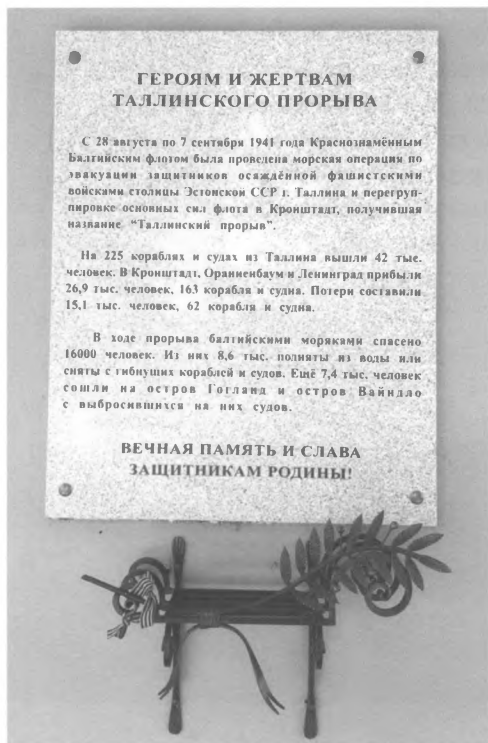 ГЕРОЯМ И ЖЕРТВАМ
ТАЛЛИНСКОГО ПРОРЫВА
С 28 августа по 7 сентября 1941 года Краснознамённым
Балтийским флотом была проведена морская операция по
эвакуации защитников осаждённой фашистскими
войсками столицы Эстонской ССР г. Таллина и перегруп-
пировке основных сил флота в Кронштадт, получившая
название "Таллинский прорыв".
На 225 кораблях и судах из Таллина вышли 42 тыс.
человек. В Кронштадт, Ораниенбаум и Ленинград прибыли
26,9 тыс. человек, 163 корабля и судна. Потери составили
15,1 тыс. человек, 62 корабля и судна.
В ходе прорыва балтийскими моряками спасено
16000 человек. Из них 8,6 тыс. подняты из воды или
сняты с гибнущих кораблей и судов. Ещё 7,4 тыс. человек
сошли на остров Гогланд и остров Вайндло
с выбросившихся на них судов.
ВЕЧНАЯ ПАМЯТЬ И СЛАВА
ЗАЩИТНИКАМ РОДИНЫ!